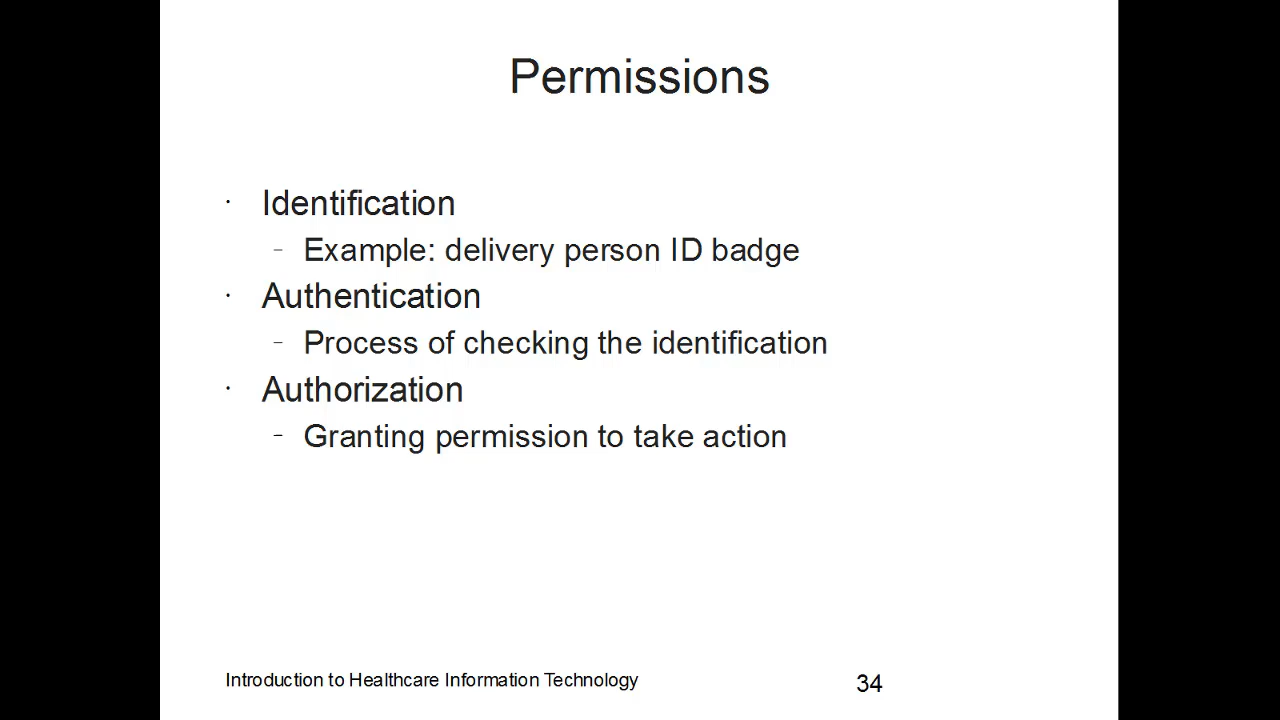 Permissions
· Identification
– Example: delivery person ID badge
· Authentication
– Process of checking the identification
· Authorization
– Granting permission to take action
Introduction to Healthcare Information Technology
34